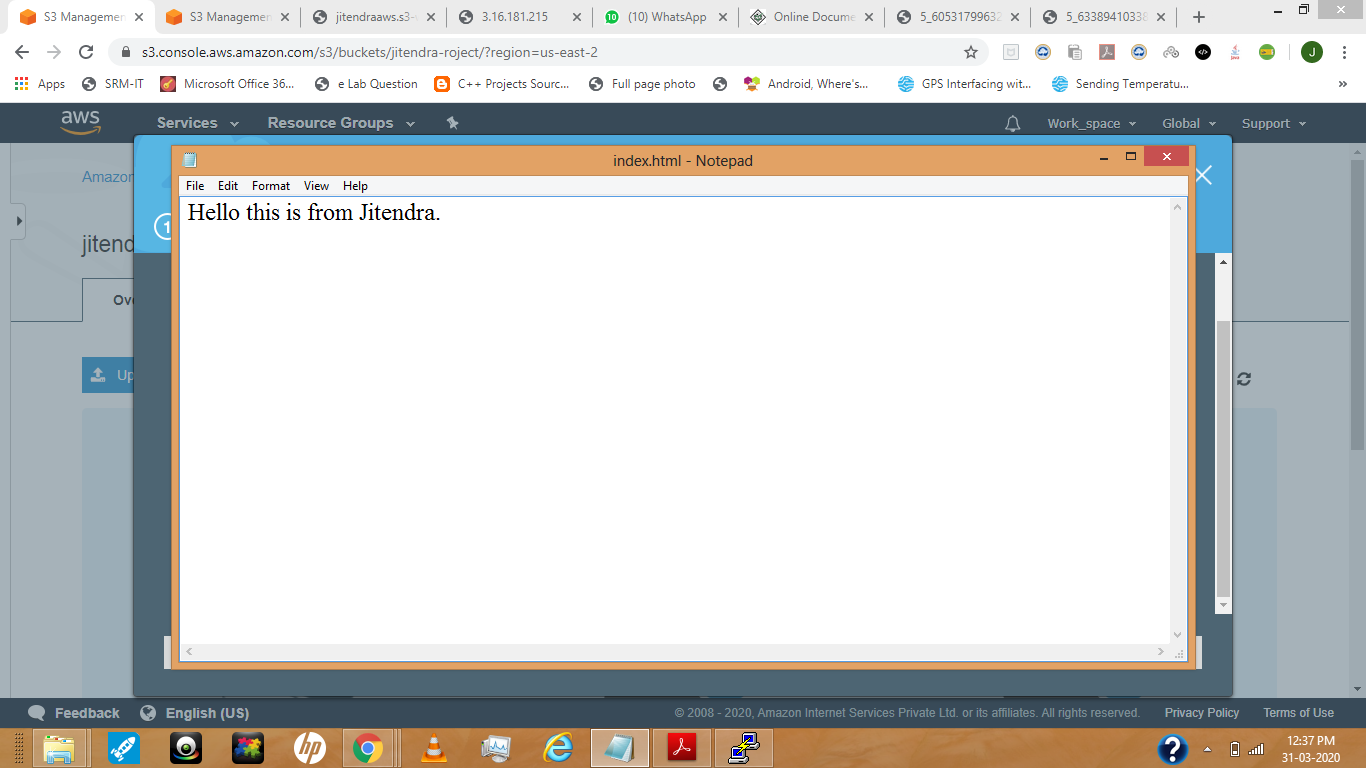 S3 Managemen
S3 Managemen
jitendraaws.s3-
3.16.181.215
(10) WhatsApp
Online Docume
5_6053179963
5_6338941033
s3.console.aws.amazon.com/s3/buckets/jitendra-roject/?region=us-east-2
J
Apps
SRM-IT
Microsoft Office 36...
e Lab Question
C++ Projects Sourc...
Full page photo
Android, Where's...
GPS Interfacing wit...
Sending Temperatu...
»
aws
Services
Resource Groups
Work_space
Global
Support
Amazon
index.html - Notepad
File Edit Format View Help
1
Hello this is from Jitendra.
jitend
Ove
Up
Feedback
English (US)
© 2008 - 2020, Amazon Internet Services Private Ltd. or its affiliates. All rights reserved.
Privacy Policy
Terms of Use
hp
12:37 PM
31-03-2020